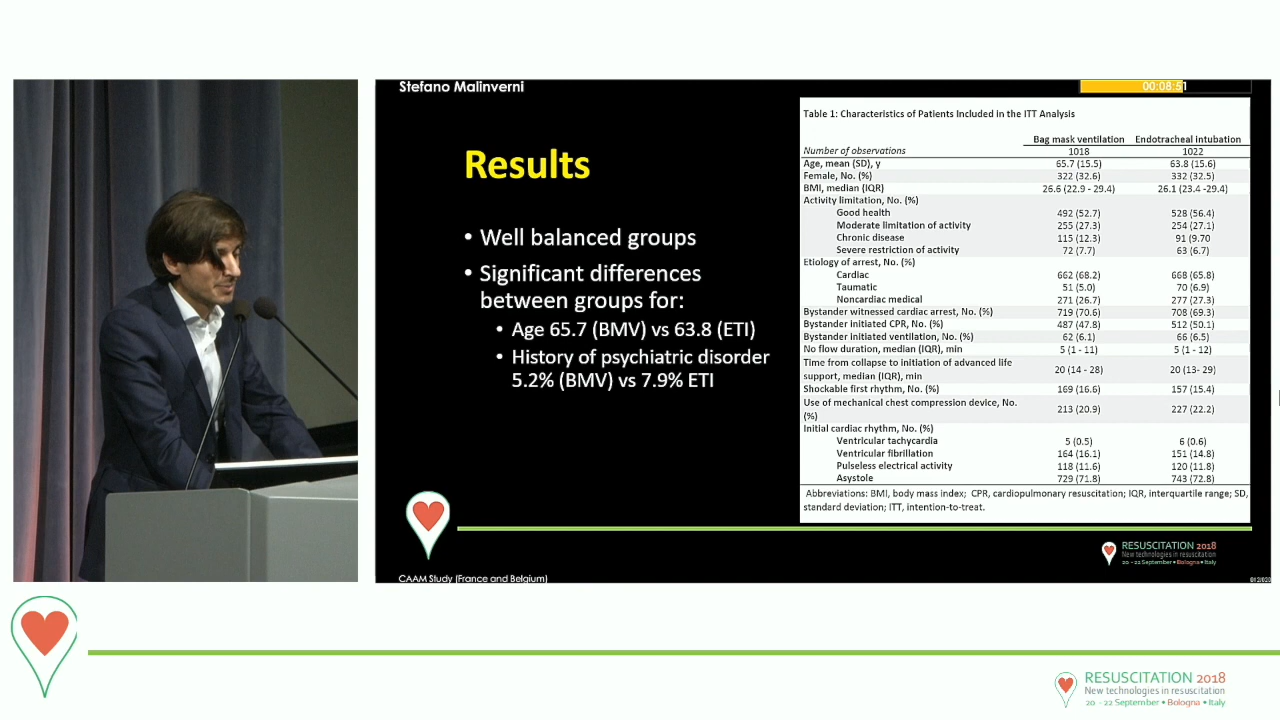 Stefano Malinverni
00:08:51
Results
• Well balanced groups
• Significant differences
between groups for:
• Age 65.7 (BMV) vs 63.8 (ETI)
• History of psychiatric disorder
5.2% (BMV) vs 7.9% ETI
Table 1: Characteristics of Patients Included in the ITT Analysis
Bag mask ventilation Endotracheal intubation
Number of observations 1018 1022
Age, mean (SD), y 65.7 (15.5) 63.8 (15.6)
Female, No. (%) 322 (32.6) 332 (32.5)
BMI, median (IQR) 26.6 (22.9 - 29.4) 26.1 (23.4 -29.4)
Activity limitation, No. (%)
Good health 492 (52.7) 528 (56.4)
Moderate limitation of activity 255 (27.3) 254 (27.1)
Chronic disease 115 (12.3) 91 (9.70
Severe restriction of activity 72 (7.7) 63 (6.7)
Etiology of arrest, No. (%)
Cardiac 662 (68.2) 668 (65.8)
Taumatic 51 (5.0) 70 (6.9)
Noncardiac medical 271 (26.7) 277 (27.3)
Bystander witnessed cardiac arrest, No. (%) 719 (70.6) 708 (69.3)
Bystander initiated CPR, No. (%) 487 (47.8) 512 (50.1)
Bystander initiated ventilation, No. (%) 62 (6.1) 66 (6.5)
No flow duration, median (IQR), min 5 (1 - 11) 5 (1 - 12)
Time from collapse to initiation of advanced life
support, median (IQR), min 20 (14 - 28) 20 (13- 29)
Shockable first rhythm, No. (%) 169 (16.6) 157 (15.4)
Use of mechanical chest compression device, No.
(%) 213 (20.9) 227 (22.2)
Initial cardiac rhythm, No. (%)
Ventricular tachycardia 5 (0.5) 6 (0.6)
Ventricular fibrillation 164 (16.1) 151 (14.8)
Pulseless electrical activity 118 (11.6) 120 (11.8)
Asystole 729 (71.8) 743 (72.8)
Abbreviations: BMI, body mass index; CPR, cardiopulmonary resuscitation; IQR, interquartile range; SD,
standard deviation; ITT, intention-to-treat.
RESUSCITATION 2018
New technologies in resuscitation
20 - 22 September • Bologna • Italy
CAAM Study (France and Belgium)
RESUSCITATION 2018
New technologies in resuscitation
20 - 22 September • Bologna • Italy